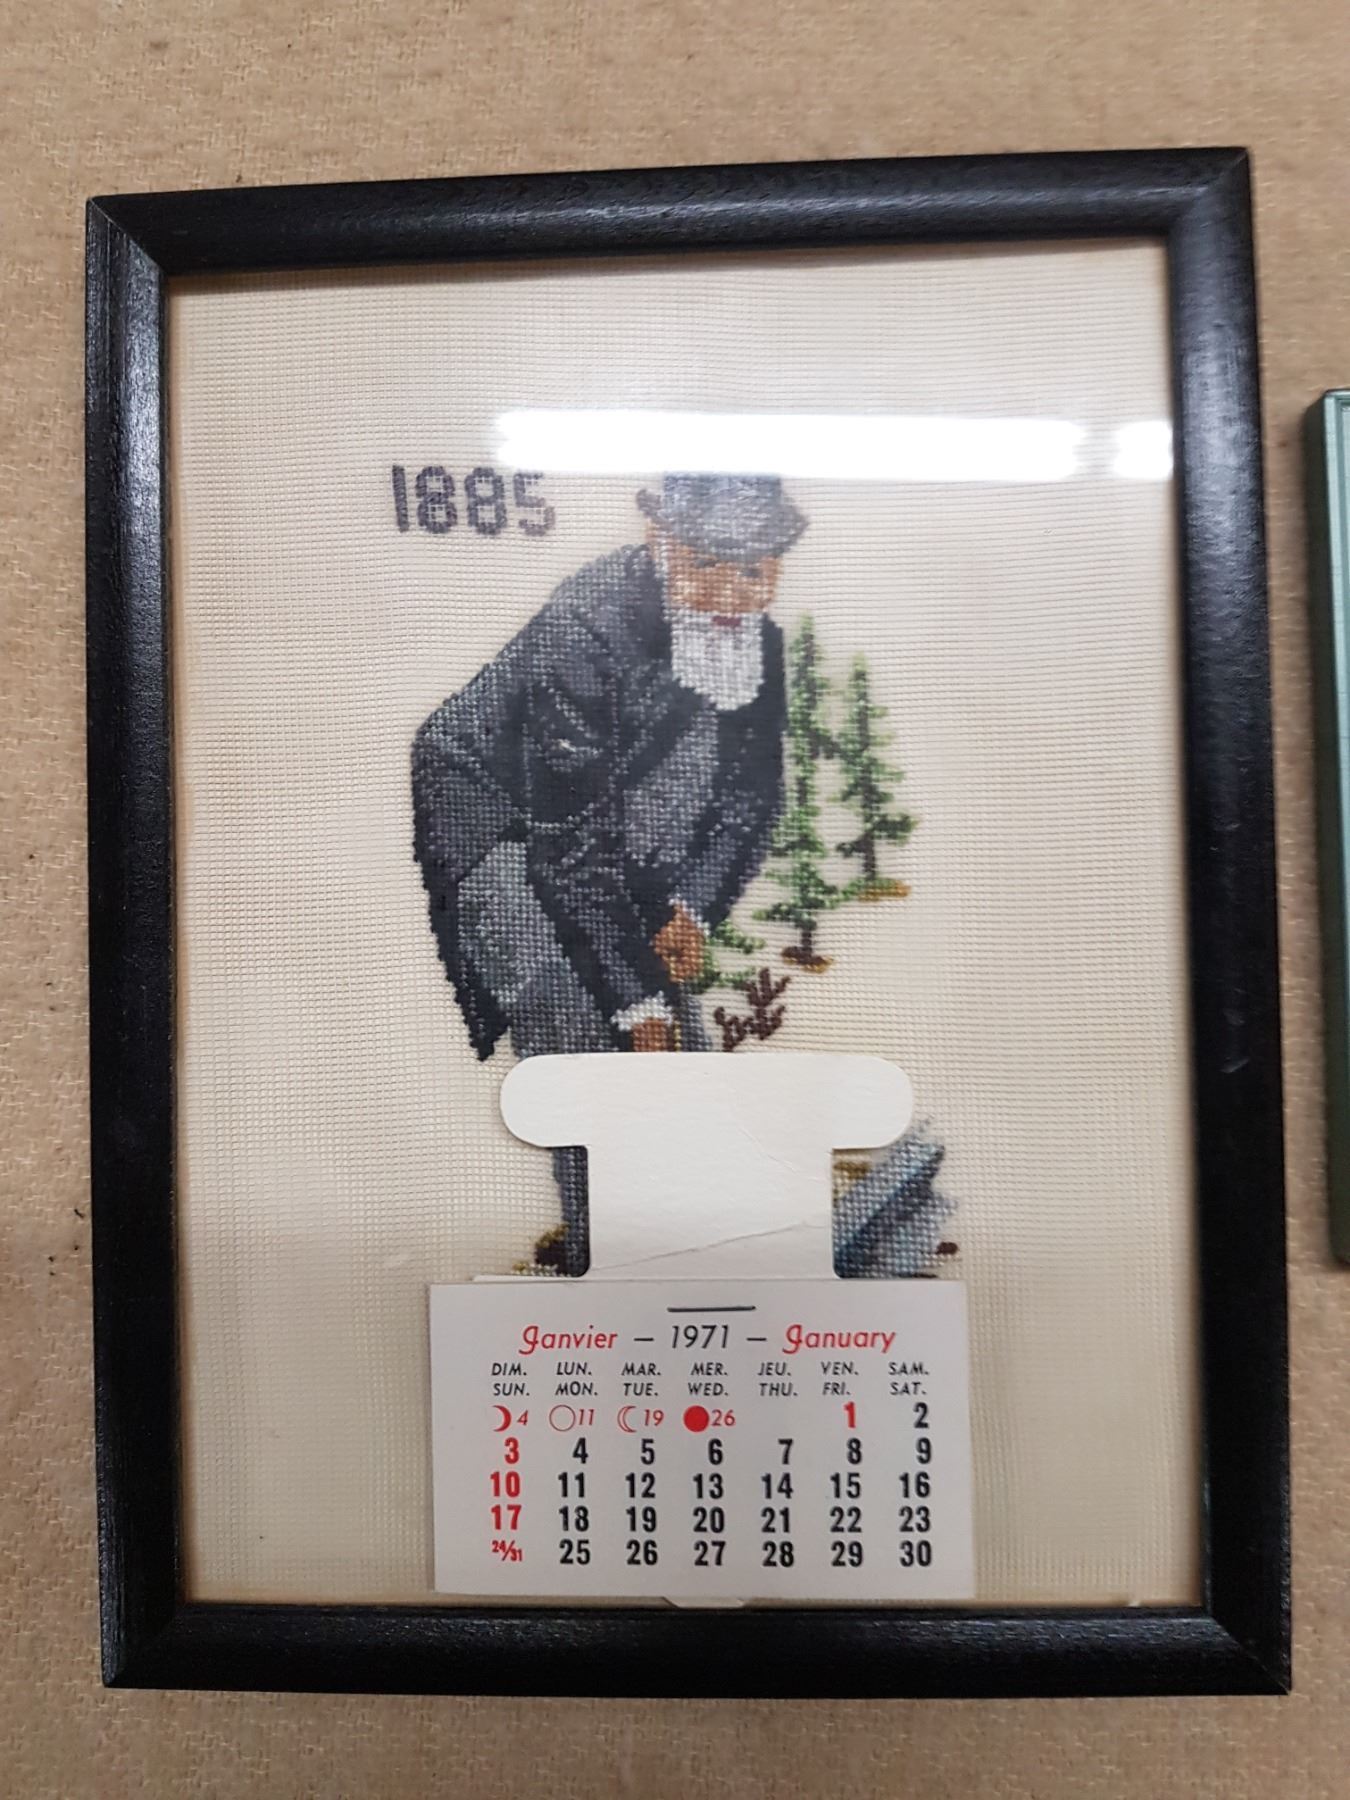 1885
Janvier – 1971 – January
DIM. LUN. MAR. MER. JEU. VEN. SAM.
SUN. MON. TUE. WED. THU. FRI. SAT.
4 11 19 26 1 2
3 4 5 6 7 8 9
10 11 12 13 14 15 16
17 18 19 20 21 22 23
24/31 25 26 27 28 29 30